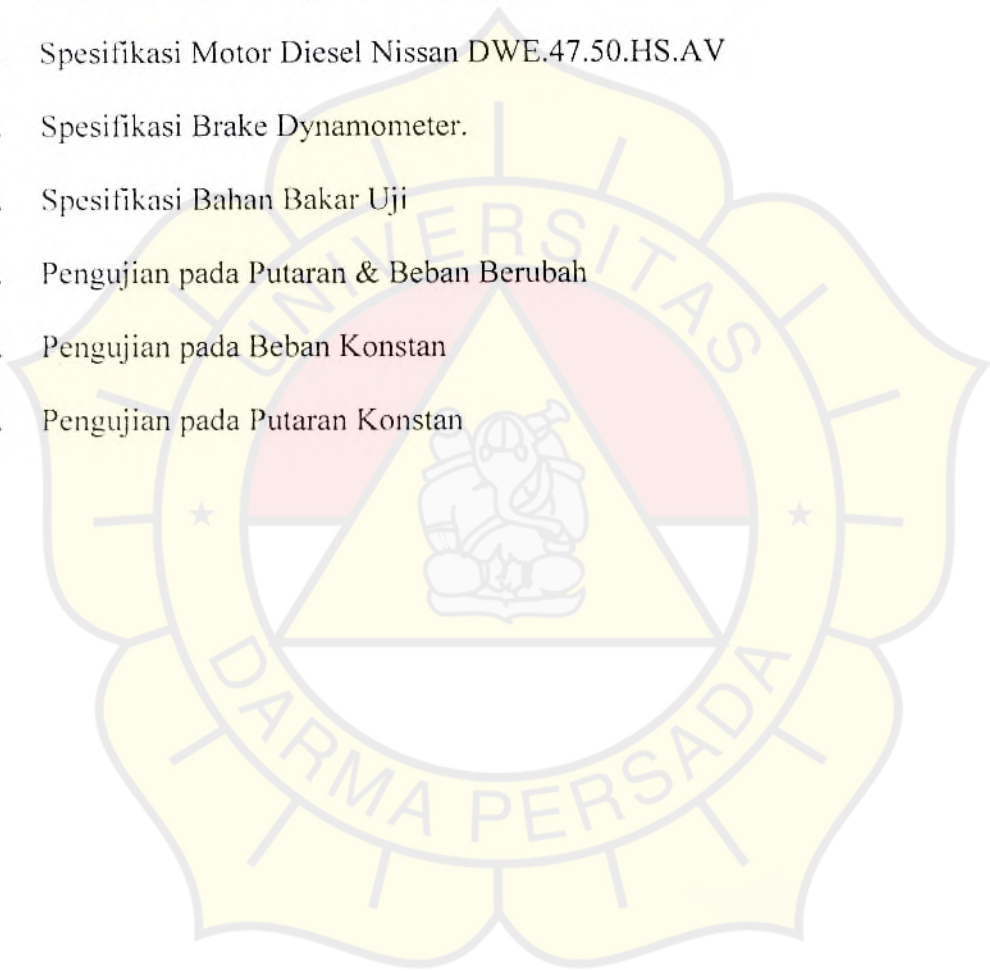 Spesifikasi Motor Diesel Nissan DWE.47.50.HS.AV
. Spesifikasi Brake Dynamometer.
. Spesifikasi Bahan Bakar Uji
. Pengujian pada Putaran & Beban Berubah
. Pengujian pada Beban Konstan
. Pengujian pada Putaran Konstan
UNIVERSITAS
DARMA PERSADA